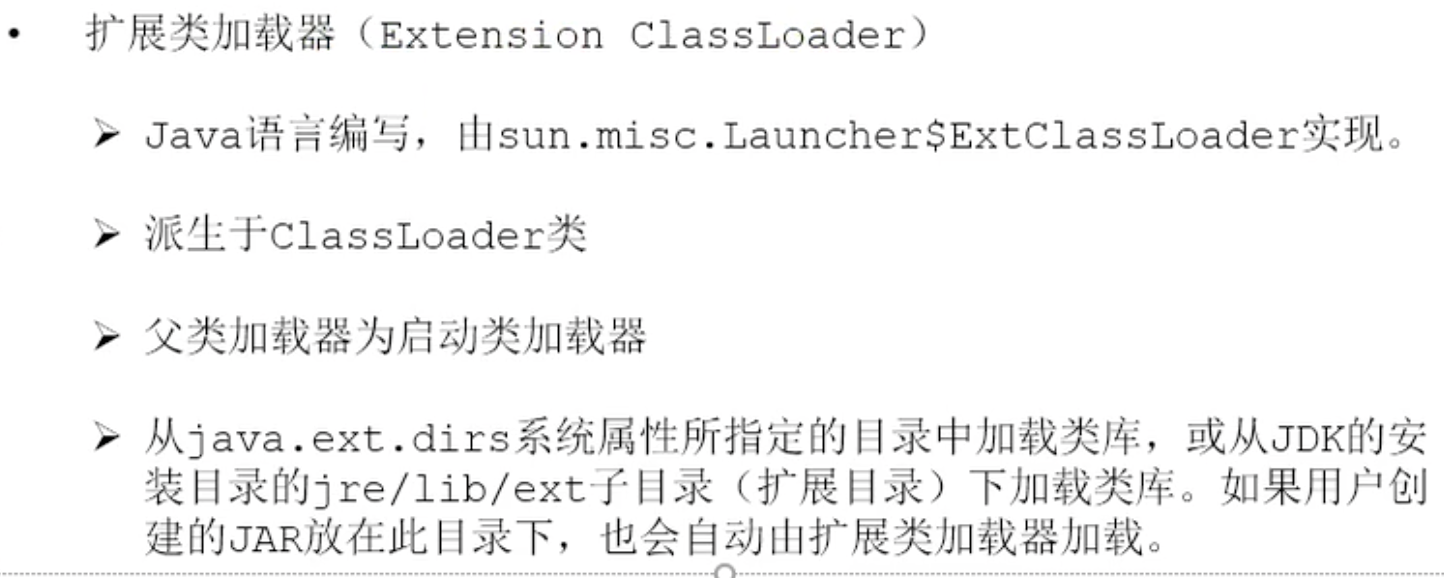 • 扩展类加载器（Extension ClassLoader）
➢ Java语言编写，由sun.misc.Launcher$ExtClassLoader实现。
➢ 派生于ClassLoader类
➢ 父类加载器为启动类加载器
➢ 从java.ext.dirs系统属性所指定的目录中加载类库，或从JDK的安
装目录的jre/lib/ext子目录（扩展目录）下加载类库。如果用户创
建的JAR放在此目录下，也会自动由扩展类加载器加载。